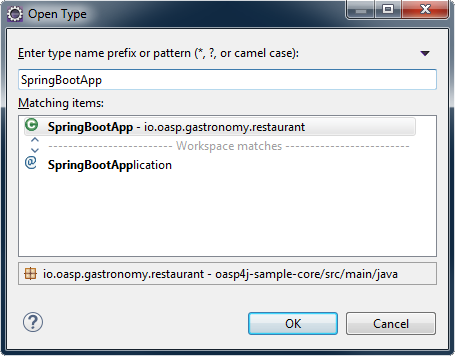 Open Type
Enter type name prefix or pattern (*, ?, or camel case):
SpringBootApp
Matching items:
SpringBootApp - io.oasp.gastronomy.restaurant
Workspace matches
SpringBootApplication
io.oasp.gastronomy.restaurant - oasp4j-sample-core/src/main/java
OK Cancel